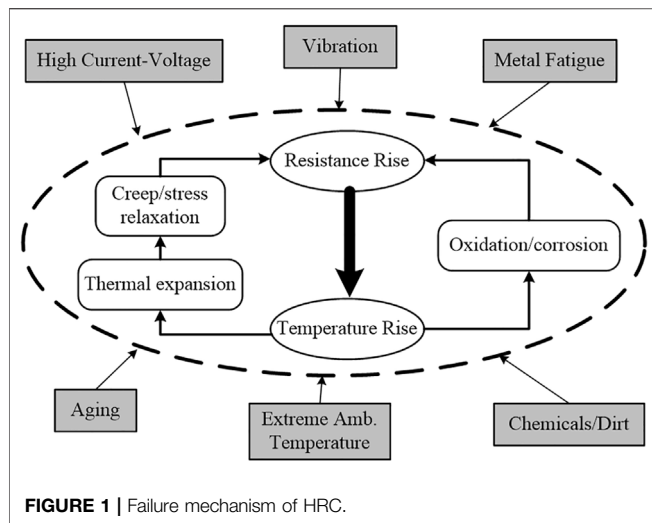 High Current-Voltage
Vibration
Metal Fatigue
Resistance Rise
Creep/stress
relaxation
Oxidation/corrosion
Thermal expansion
Temperature Rise
Aging
Extreme Amb.
Temperature
Chemicals/Dirt
FIGURE 1 | Failure mechanism of HRC.